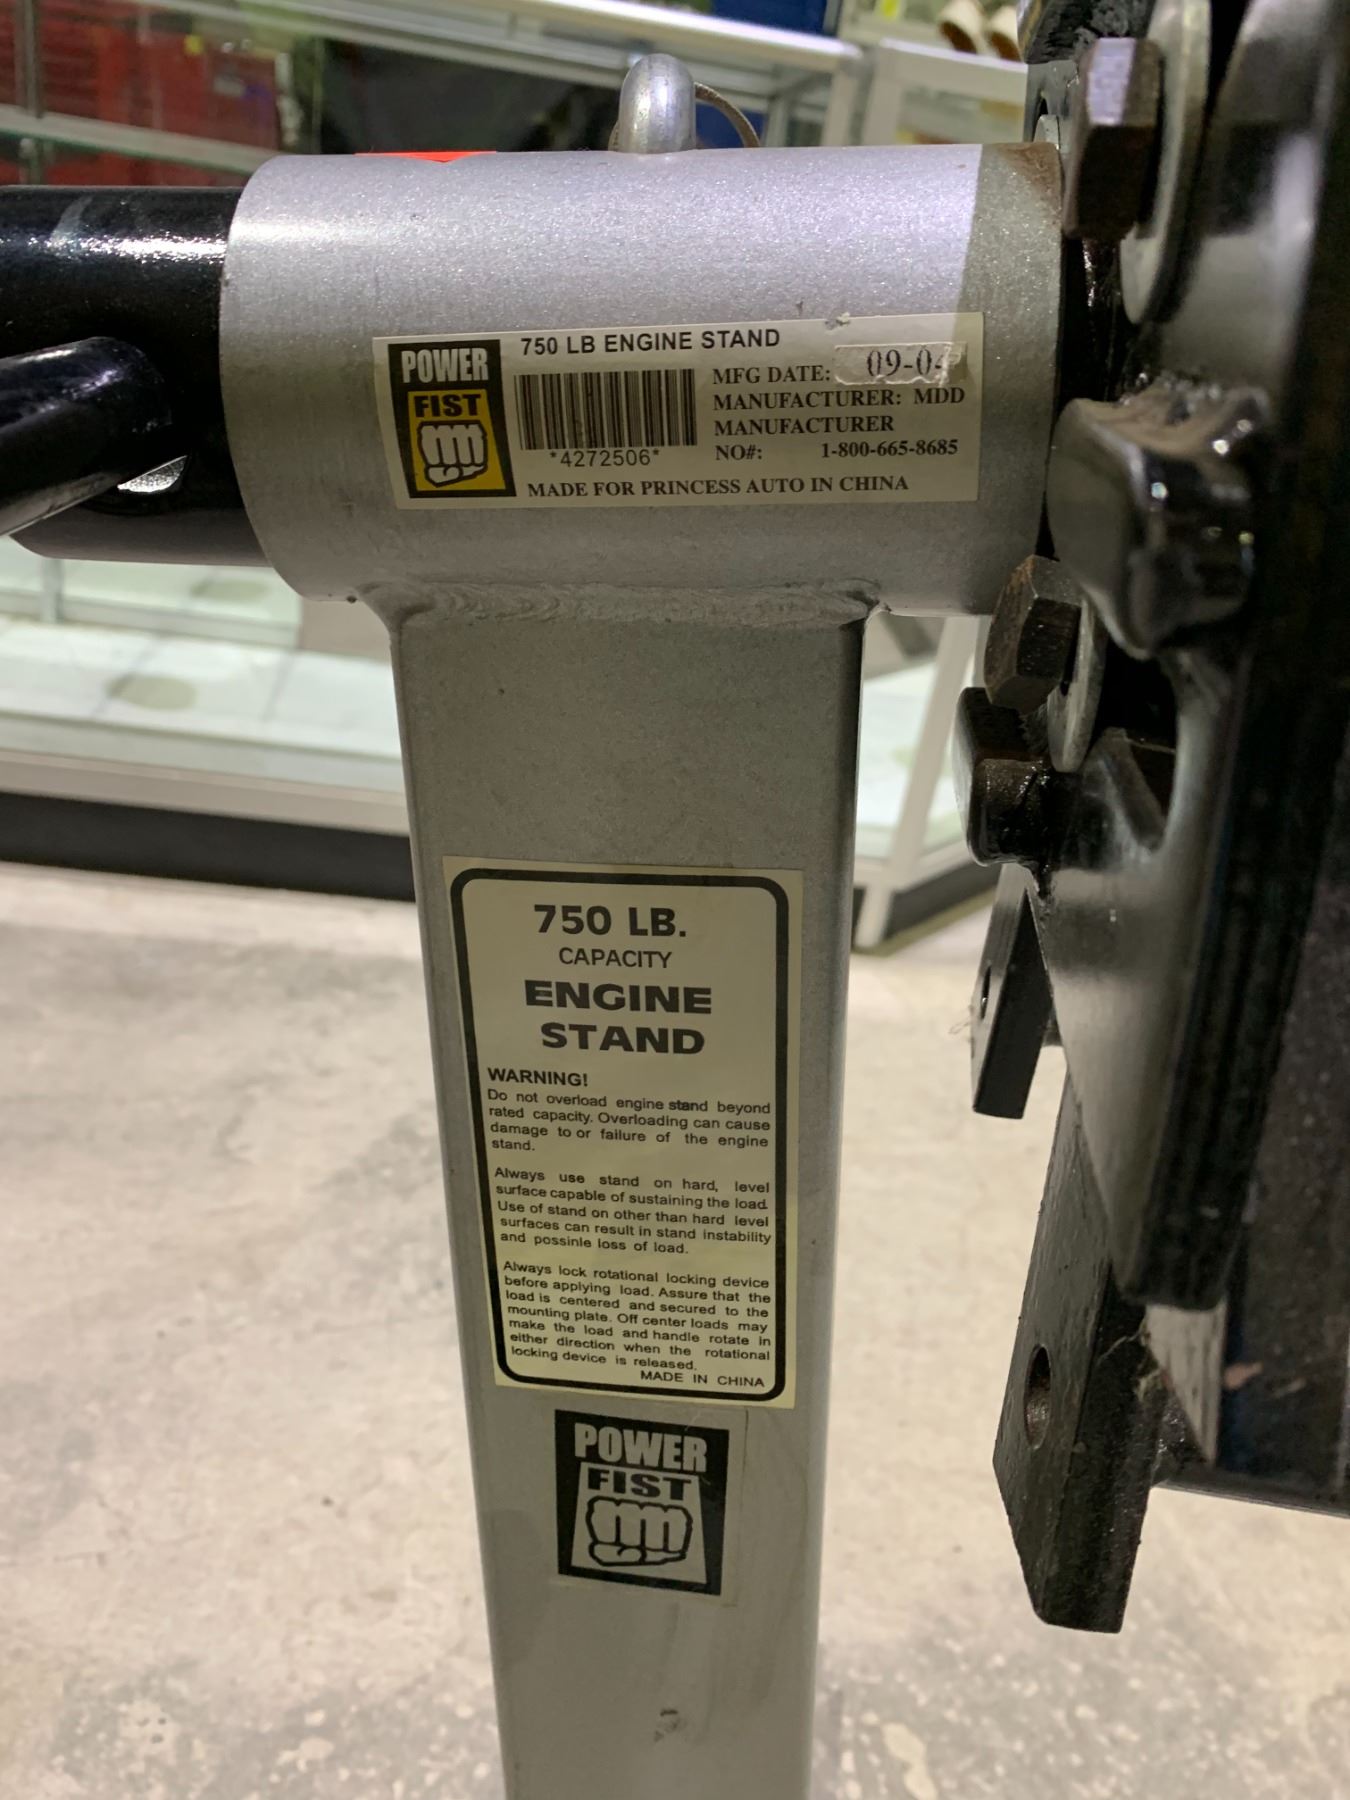 POWER
FIST
750 LB ENGINE STAND
*4272506*
MFG DATE:
MANUFACTURER: MDD
MANUFACTURER
NO#: 1-800-665-8685
MADE FOR PRINCESS AUTO IN CHINA
750 LB.
CAPACITY
ENGINE
STAND
WARNING!
Do not overload engine stand beyond
rated capacity. Overloading can cause
damage to or failure of the engine
stand.
Always use stand on hard, level
surface capable of sustaining the load.
Use of stand on other than hard level
surfaces can result in stand instability
and possinle loss of load.
Always lock rotational locking device
before applying load. Assure that the
load is centered and secured to the
mounting plate. Off center loads may
make the load and handle rotate in
either direction when the rotational
locking device is released.
MADE IN CHINA
POWER
FIST